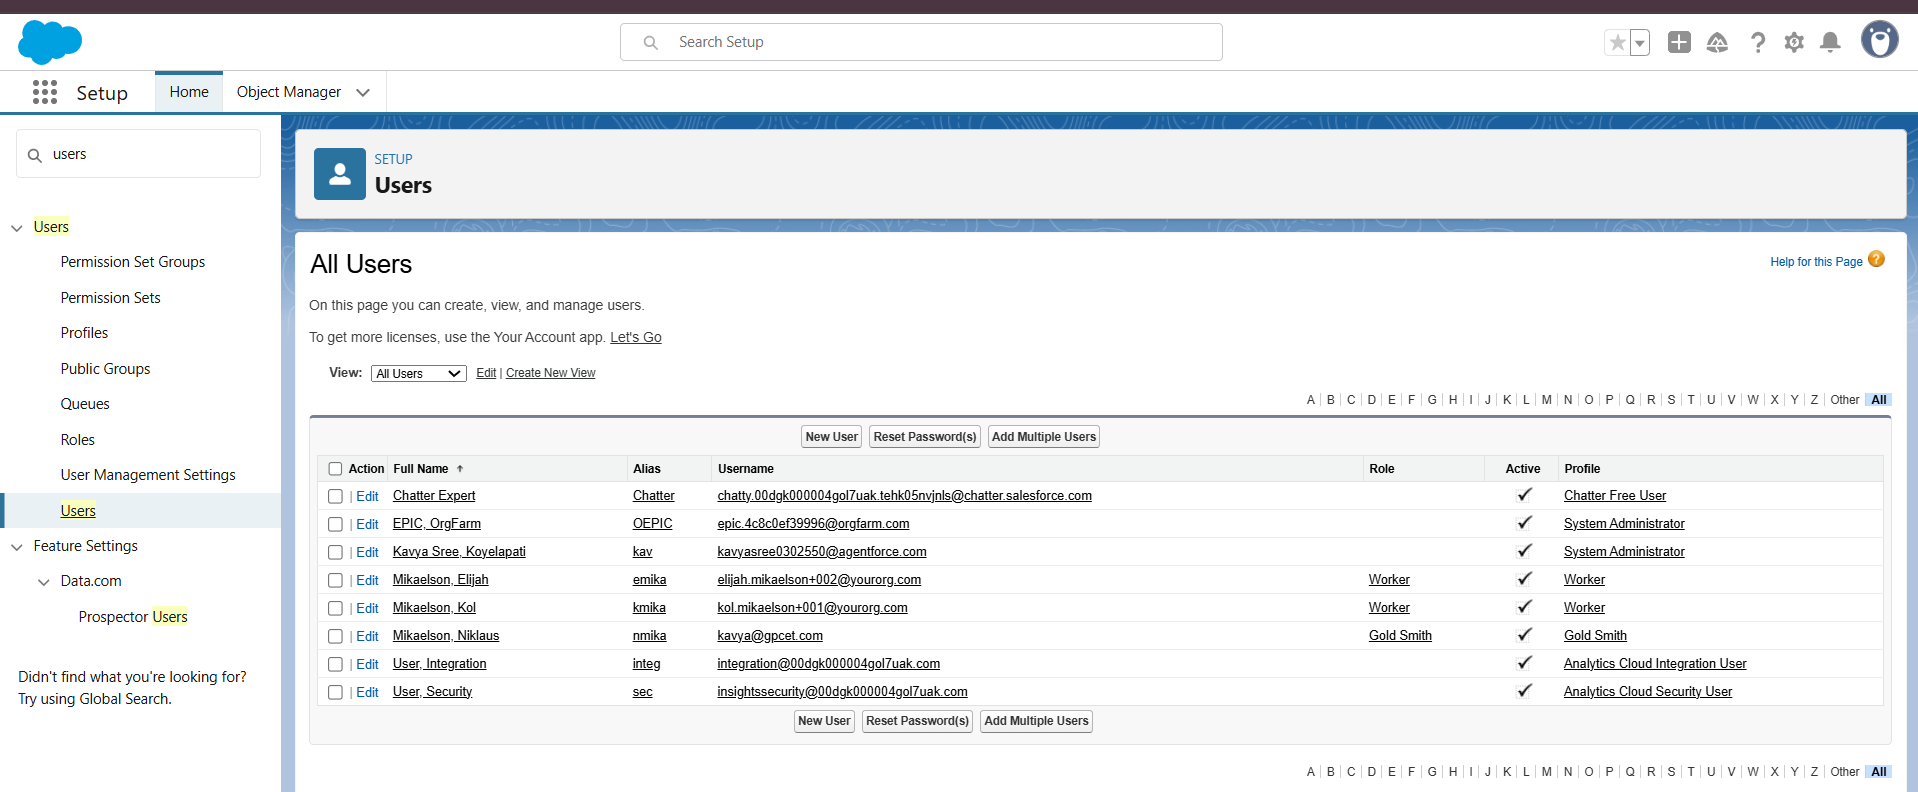 Search Setup
Setup Home Object Manager
users
Users
Permission Set Groups
Permission Sets
Profiles
Public Groups
Queues
Roles
User Management Settings
Users
Feature Settings
Data.com
Prospector Users
Didn't find what you're looking for?
Try using Global Search.
SETUP
Users
All Users
Help for this Page ?
On this page you can create, view, and manage users.
To get more licenses, use the Your Account app. Let's Go
View: All Users Edit | Create New View
A | B | C | D | E | F | G | H | I | J | K | L | M | N | O | P | Q | R | S | T | U | V | W | X | Y | Z | Other | All
New User Reset Password(s) Add Multiple Users
Action Full Name ↑ Alias Username Role Active Profile
| Edit Chatter Expert Chatter chatty.00dgk000004gol7uak.tehk05nvjnls@chatter.salesforce.com Chatter Free User
| Edit EPIC, OrgFarm OEPIC epic.4c8c0ef39996@orgfarm.com System Administrator
| Edit Kavya Sree, Koyelapati kav kavyasree0302550@agentforce.com System Administrator
| Edit Mikaelson, Elijah emika elijah.mikaelson+002@yourorg.com Worker Worker
| Edit Mikaelson, Kol kmika kol.mikaelson+001@yourorg.com Worker Worker
| Edit Mikaelson, Niklaus nmika kavya@gpcet.com Gold Smith Gold Smith
| Edit User, Integration integ integration@00dgk000004gol7uak.com Analytics Cloud Integration User
| Edit User, Security sec insightssecurity@00dgk000004gol7uak.com Analytics Cloud Security User
New User Reset Password(s) Add Multiple Users
A | B | C | D | E | F | G | H | I | J | K | L | M | N | O | P | Q | R | S | T | U | V | W | X | Y | Z | Other | All